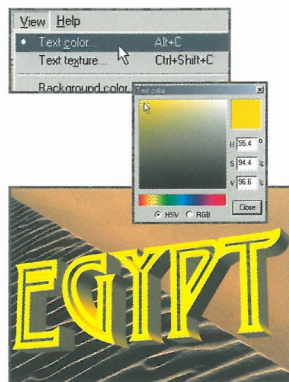 View Help
Text color... Alt+C
Text texture... Ctrl+Shift+C
Background color
Text color
H 55.4 °
S 94.4 %
V 96.6 %
HSV RGB Close
EGYPT